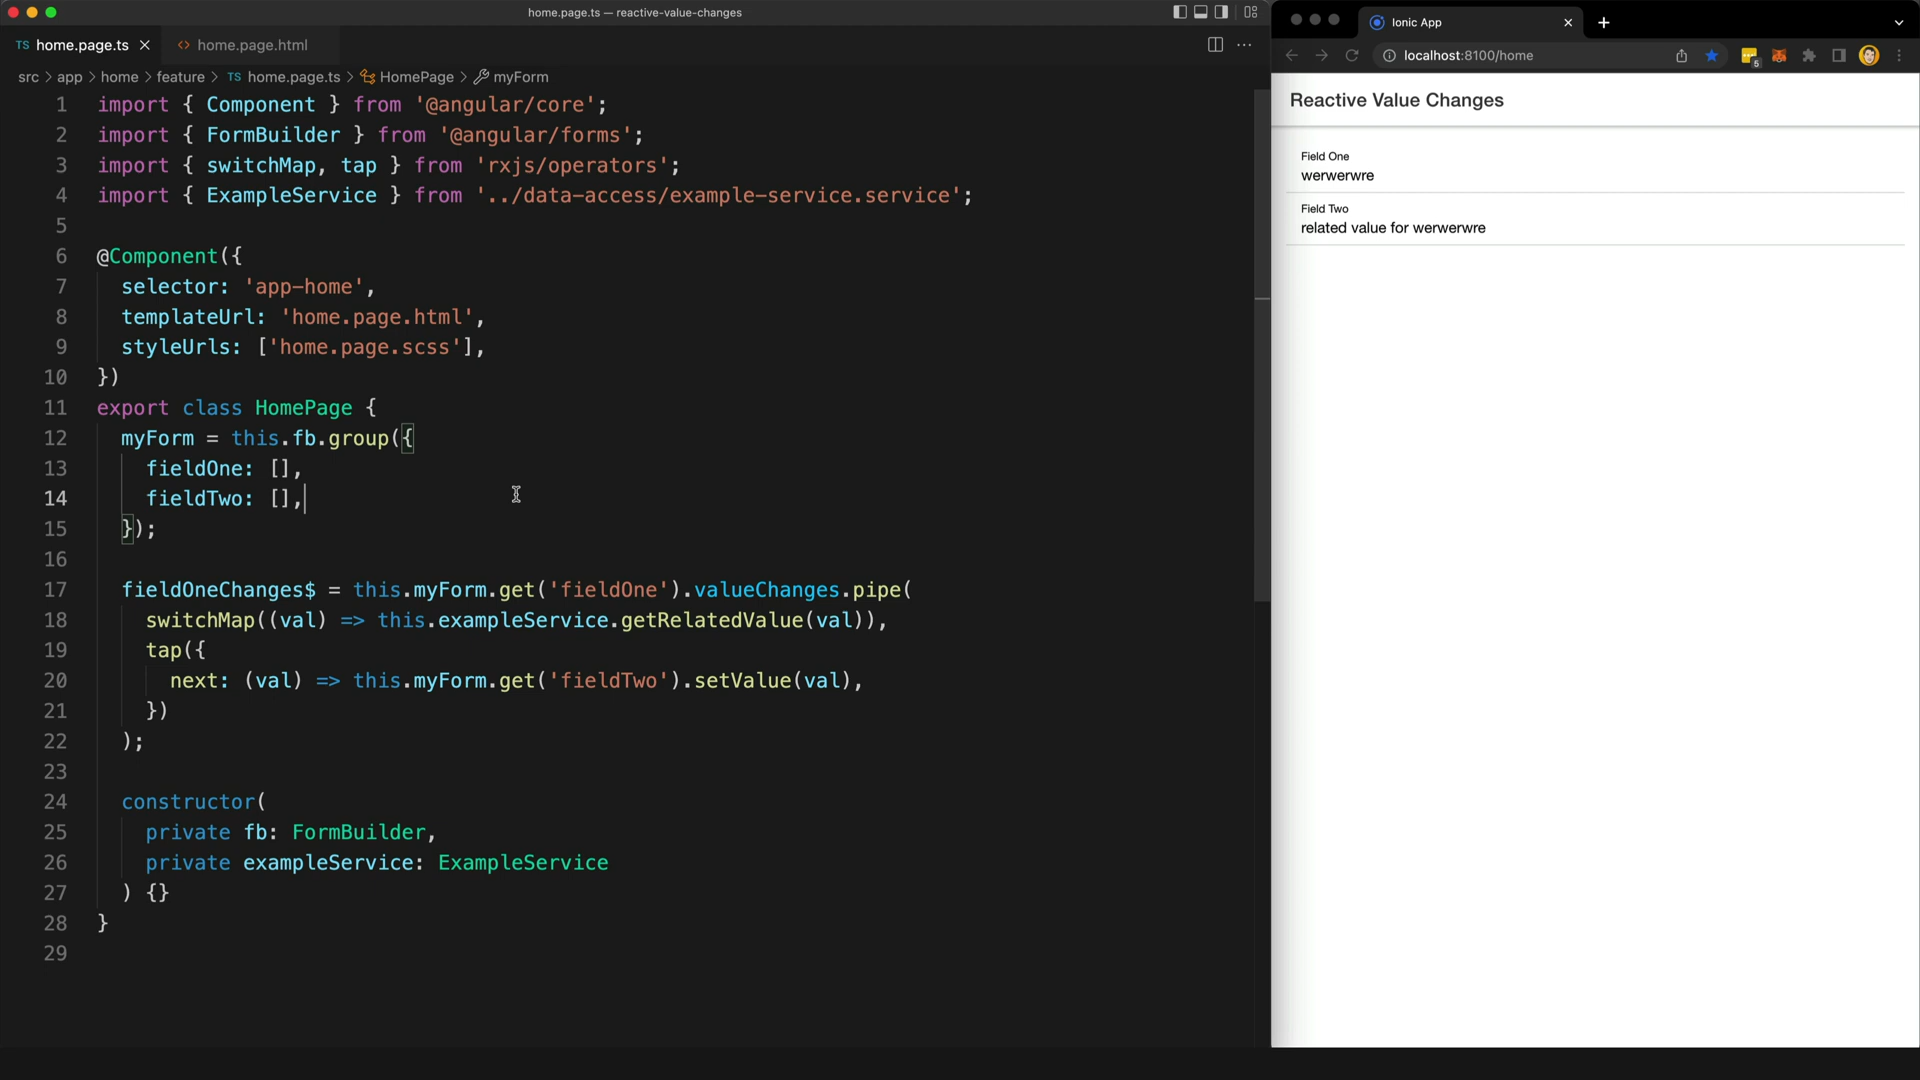 home.page.ts — reactive-value-changes
TS home.page.ts
<> home.page.html
src > app > home > feature > TS home.page.ts > HomePage > myForm
1 import { Component } from '@angular/core';
2 import { FormBuilder } from '@angular/forms';
3 import { switchMap, tap } from 'rxjs/operators';
4 import { ExampleService } from '../data-access/example-service.service';
5
6 @Component({
7 selector: 'app-home',
8 templateUrl: 'home.page.html',
9 styleUrls: ['home.page.scss'],
10 })
11 export class HomePage {
12 myForm = this.fb.group({
13 fieldOne: [],
14 fieldTwo: [],
15 });
16
17 fieldOneChanges$ = this.myForm.get('fieldOne').valueChanges.pipe(
18 switchMap((val) => this.exampleService.getRelatedValue(val)),
19 tap({
20 next: (val) => this.myForm.get('fieldTwo').setValue(val),
21 })
22 );
23
24 constructor(
25 private fb: FormBuilder,
26 private exampleService: ExampleService
27 ) {}
28 }
29
Ionic App
localhost:8100/home
5
Reactive Value Changes
Field One
werwerwre
Field Two
related value for werwerwre